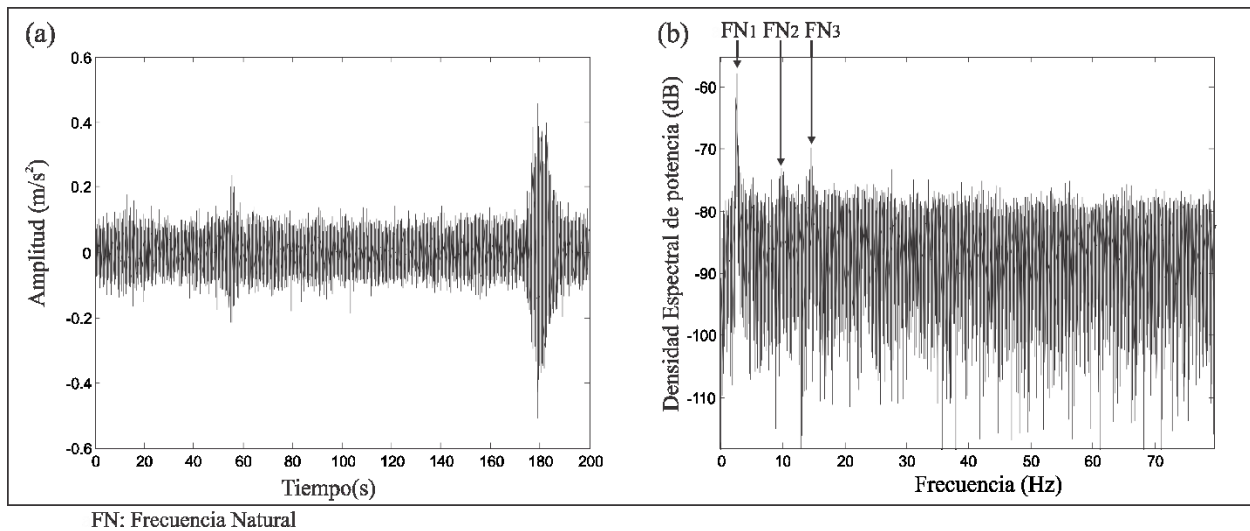 (a)
0.6
0.4
0.2
0
-0.2
-0.4
-0.6
Amplitud (m/s²)
0 20 40 60 80 100 120 140 160 180 200
Tiempo(s)
(b)
FN1 FN2 FN3
-60
-70
-80
-90
-100
-110
Densidad Espectral de potencia (dB)
0 10 20 30 40 50 60 70
Frecuencia (Hz)
FN: Frecuencia Natural